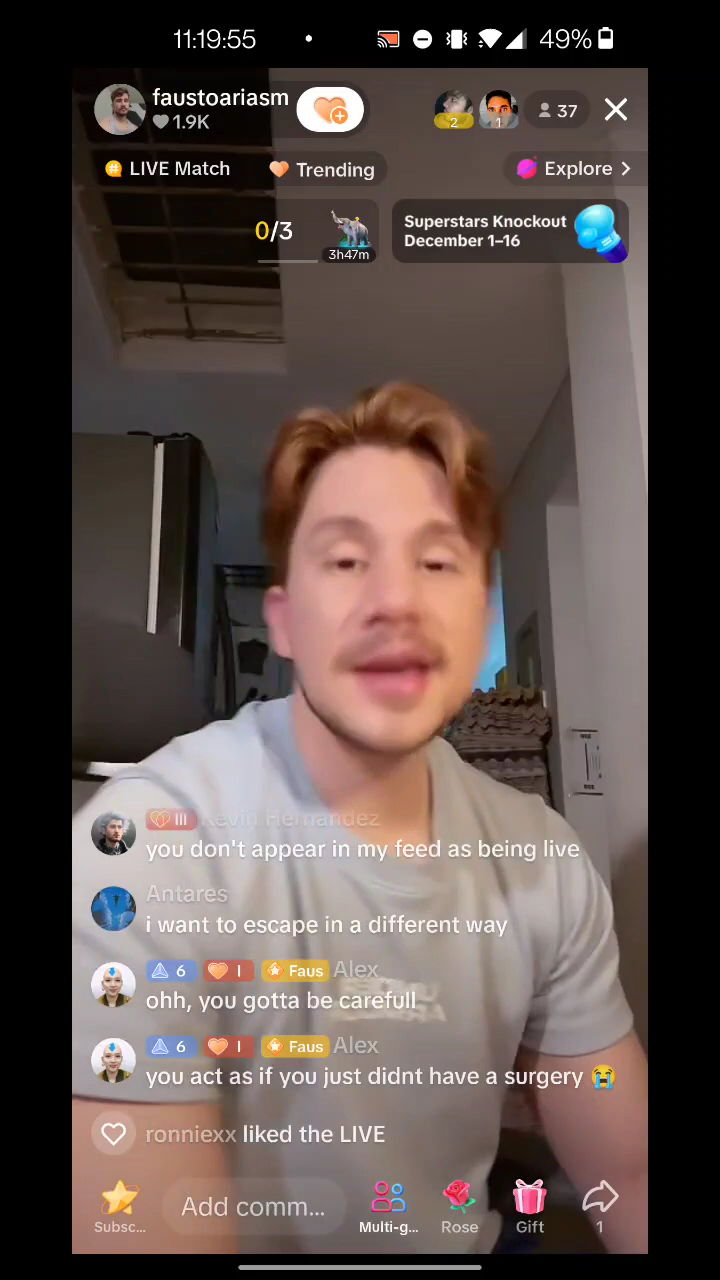 11:19:55
49%
faustoariasm
1.9K
2
1
37
LIVE Match
Trending
Explore
0/3
3h47m
Superstars Knockout
December 1–16
III Kevin Hernandez
you don't appear in my feed as being live
Antares
i want to escape in a different way
6 I Faus Alex
ohh, you gotta be carefull
6 I Faus Alex
you act as if you just didnt have a surgery 😭
ronniexx liked the LIVE
Subsc...
Add comm...
Multi-g...
Rose
Gift
1